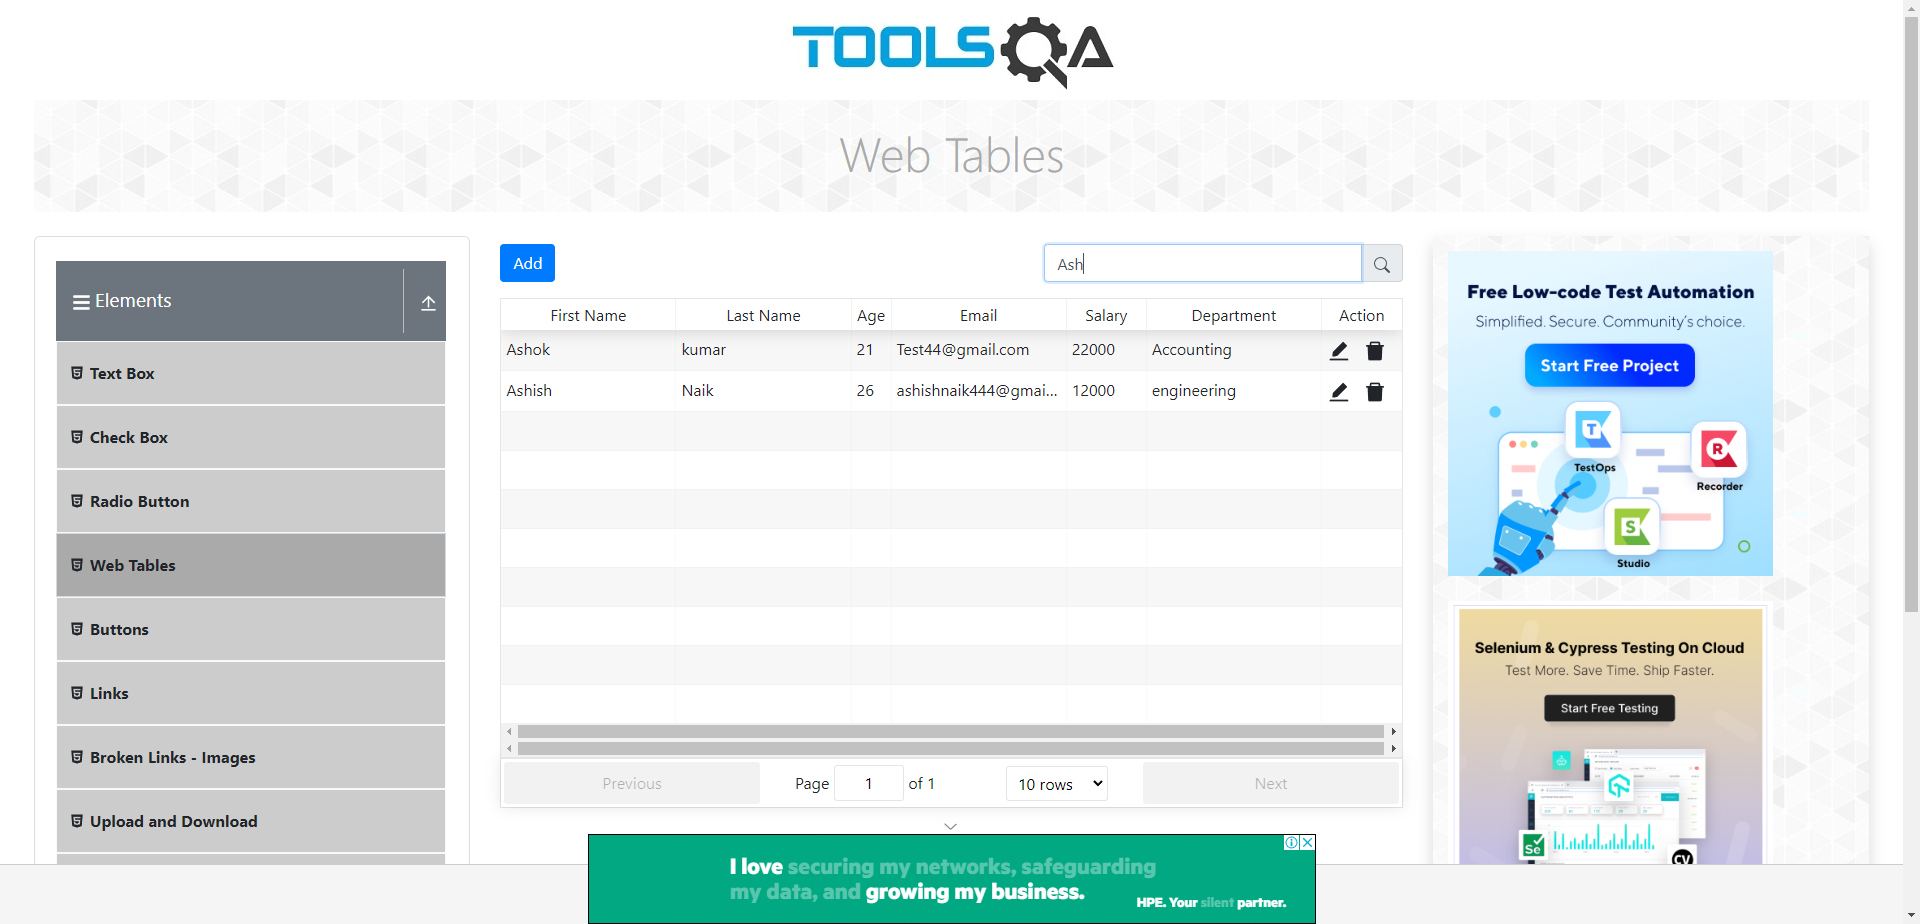 TOOLSQA
Web Tables
Elements
Text Box
Check Box
Radio Button
Web Tables
Buttons
Links
Broken Links - Images
Upload and Download
Add
Ash
First Name Last Name Age Email Salary Department Action
Ashok kumar 21 Test44@gmail.com 22000 Accounting
Ashish Naik 26 ashishnaik444@gmai... 12000 engineering
Previous Page 1 of 1 10 rows Next
Free Low-code Test Automation
Simplified. Secure. Community's choice.
Start Free Project
T
TestOps
R
Recorder
S
Studio
Selenium & Cypress Testing On Cloud
Test More. Save Time. Ship Faster.
Start Free Testing
Se
CV
I love securing my networks, safeguarding
my data, and growing my business.
HPE. Your silent partner.